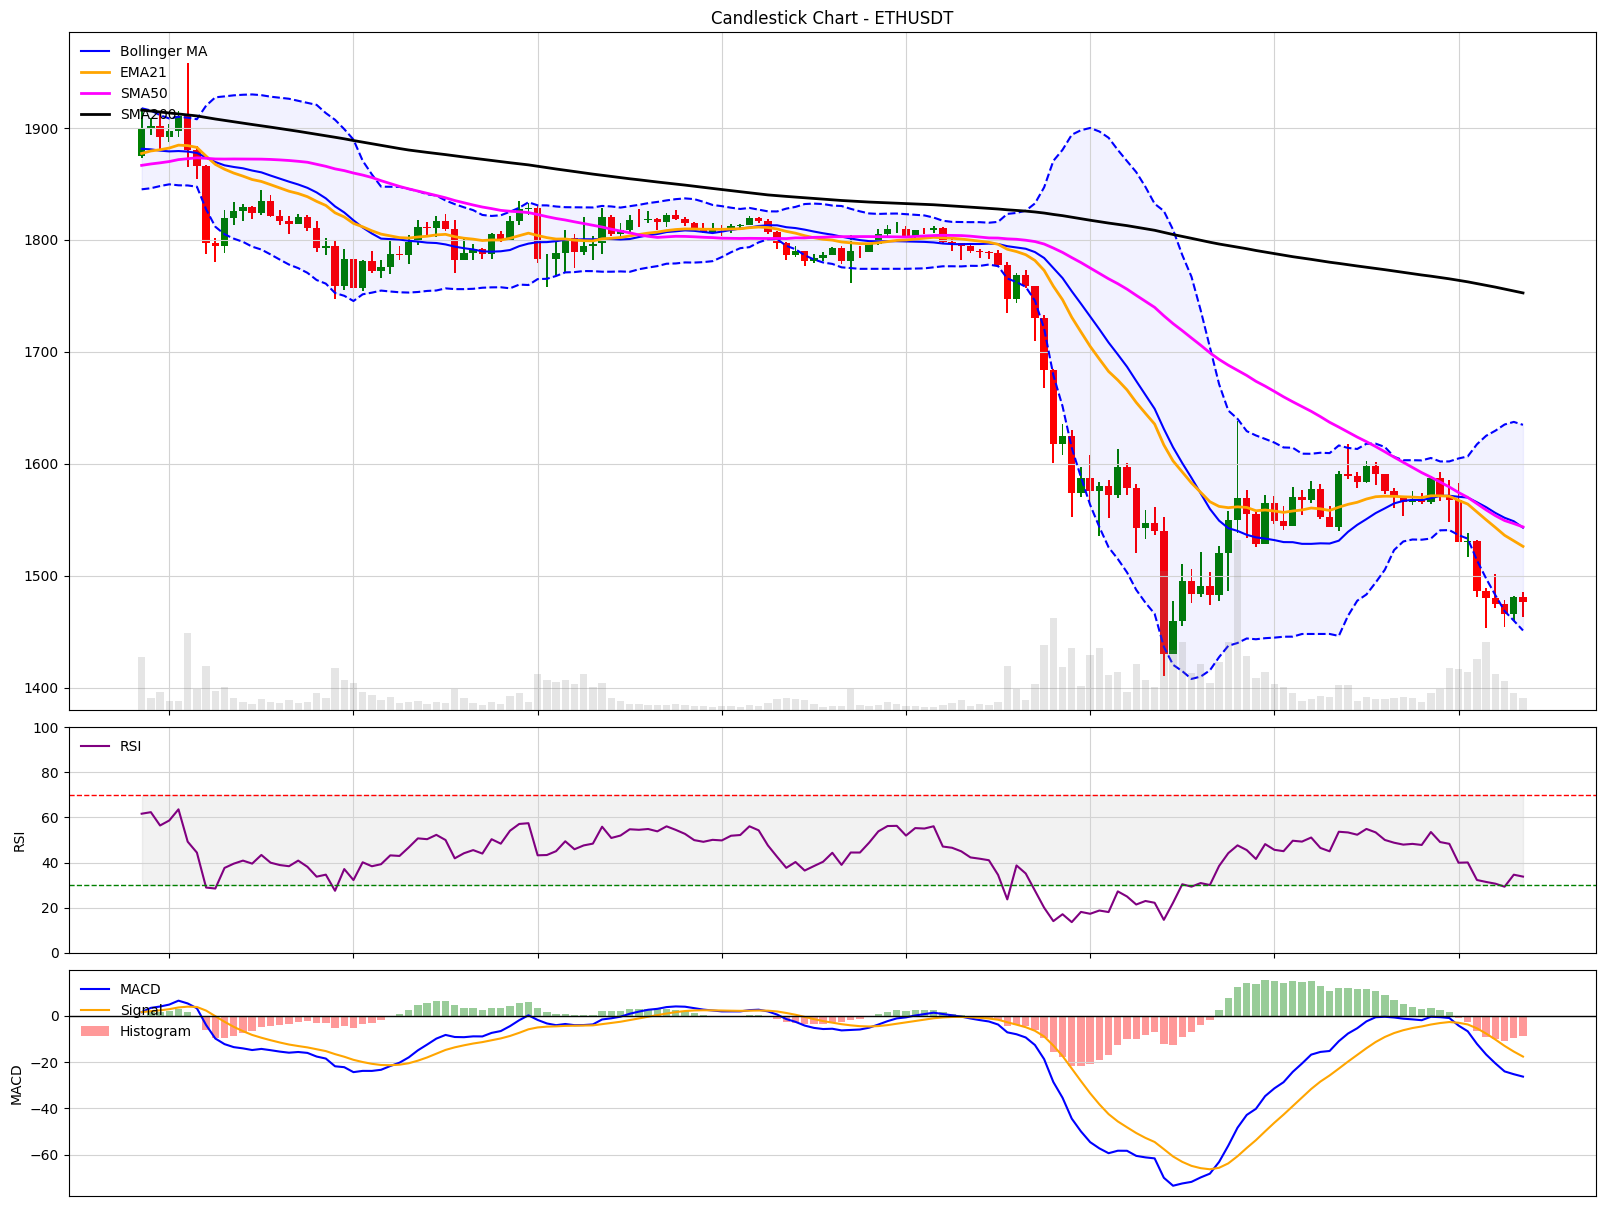 Candlestick Chart - ETHUSDT
Bollinger MA
EMA21
SMA50
SMA200
1900
1800
1700
1600
1500
1400
RSI
100
80
60
40
20
0
RSI
MACD
Signal
Histogram
0
−20
−40
−60
MACD